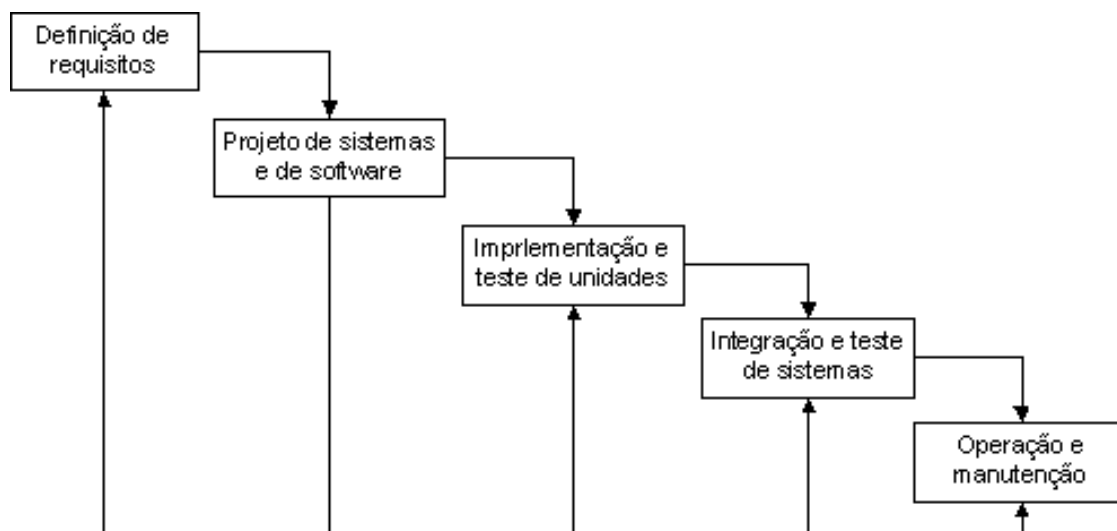 Definição de
requisitos
Projeto de sistemas
e de software
Imprlementação e
teste de unidades
Integração e teste
de sistemas
Operação e
manutenção